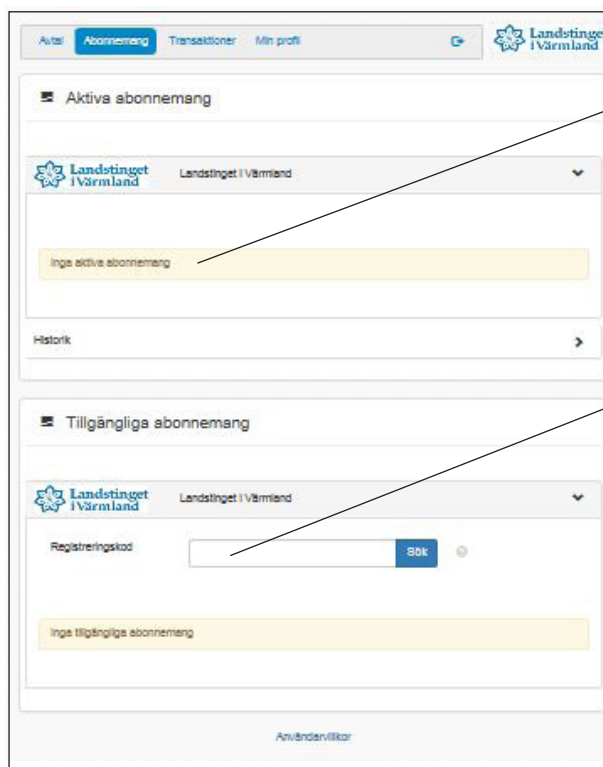 Avtal Abonnemang Transaktioner Min profil Landstinget
i Värmland
Aktiva abonnemang
Landstinget
i Värmland Landstinget i Värmland
Inga aktiva abonnemang
Historik
Tillgängliga abonnemang
Landstinget
i Värmland Landstinget i Värmland
Registreringskod Sök
Inga tillgängliga abonnemang
Användarvillkor